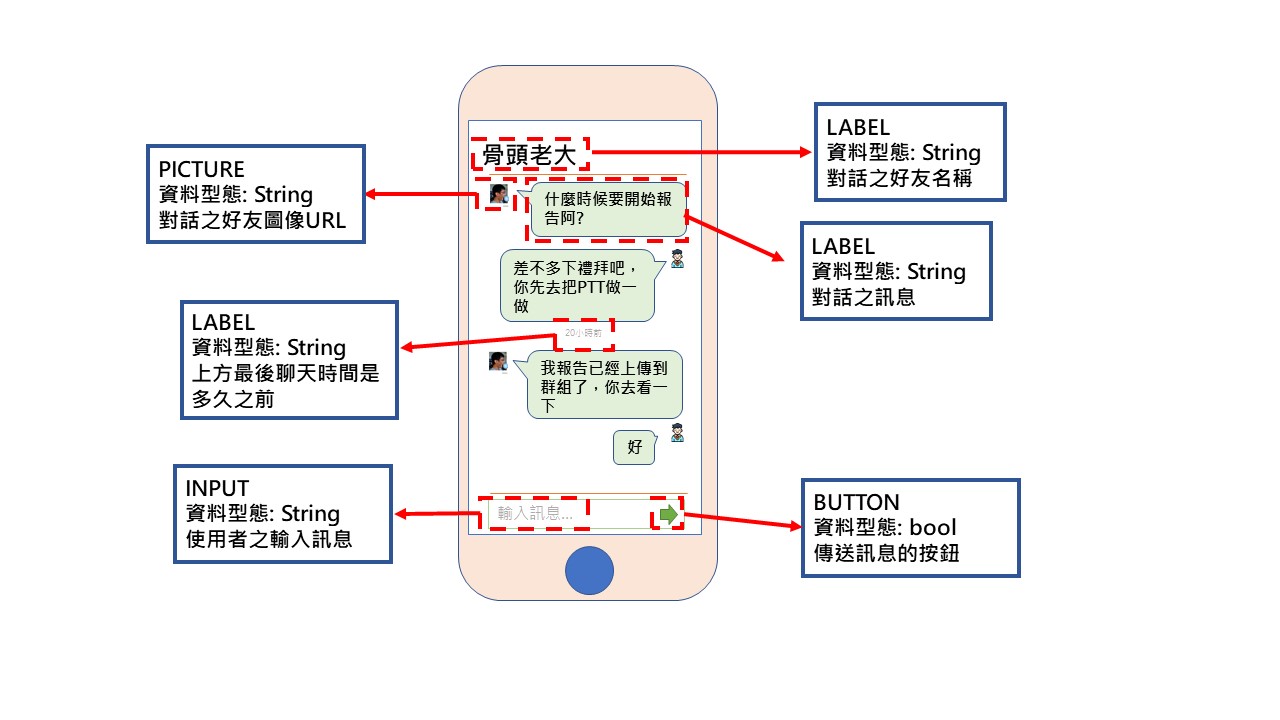 PICTURE
資料型態: String
對話之好友圖像URL
LABEL
資料型態: String
上方最後聊天時間是
多久之前
INPUT
資料型態: String
使用者之輸入訊息
骨頭老大
什麼時候要開始報
告阿?
差不多下禮拜吧，
你先去把PTT做一
做
20小時前
我報告已經上傳到
群組了，你去看一
下
好
輸入訊息...
LABEL
資料型態: String
對話之好友名稱
LABEL
資料型態: String
對話之訊息
BUTTON
資料型態: bool
傳送訊息的按鈕